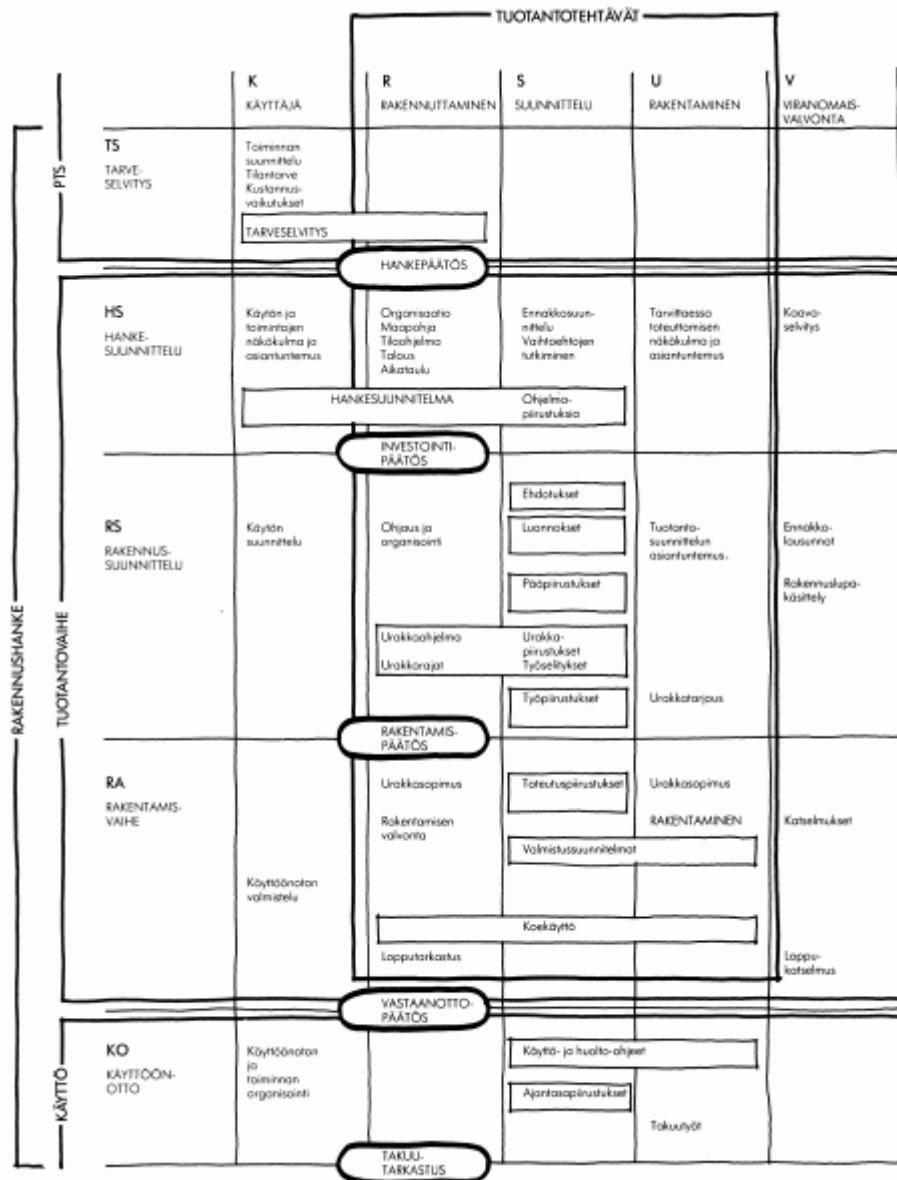 TUOTANTOTEHTÄVÄT
K
KÄYTTÄJÄ
R
RAKENNUTTAMINEN
S
SUUNNITTELU
U
RAKENTAMINEN
V
VIRANOMAIS-
VALVONTA
RAKENNUSHANKE
PTS
TS
TARVE-
SELVITYS
Toiminnan
suunnittelu
Tilantarve
Kustannus-
vaikutukset
TARVESELVITYS
HANKEPÄÄTÖS
TUOTANTOVAIHE
HS
HANKE-
SUUNNITTELU
Käytön ja
toimintojen
näkökulma ja
asiantuntemus
Organisaatio
Maapohja
Tilaohjelma
Talous
Aikataulu
Ennakkosuun-
nittelu
Vaihtoehtojen
tutkiminen
Tarvittaessa
toteuttamisen
näkökulma ja
asiantuntemus
Kaava-
selvitys
HANKESUUNNITELMA
Ohjelma-
piirustuksia
INVESTOINTI-
PÄÄTÖS
RS
RAKENNUS-
SUUNNITTELU
Käytön
suunnittelu
Ohjaus ja
organisointi
Ehdotukset
Luonnokset
Pääpiirustukset
Tuotanto-
suunnittelun
asiantuntemus.
Ennakko-
lausunnat
Rakennuslupa-
käsittely
Urakkaohjelma
Urakkarajat
Urakka-
piirustukset
Työselitykset
Työpiirustukset
Urakkatarjous
RAKENTAMIS-
PÄÄTÖS
RA
RAKENTAMIS-
VAIHE
Urakkasopimus
Toteutuspiirustukset
Urakkasopimus
Rakentamisen
valvonta
RAKENTAMINEN
Katselmukset
Valmistussuunnitelmat
Käyttöönoton
valmistelu
Koekäyttö
Lopputarkastus
Loppu-
katselmus
VASTAANOTTO-
PÄÄTÖS
KÄYTTÖ
KO
KÄYTTÖÖN-
OTTO
Käyttöönoton
ja
toiminnan
organisointi
Käyttö- ja huolto-ohjeet
Ajantasapiirustukset
Takuutyöt
TAKUU-
TARKASTUS